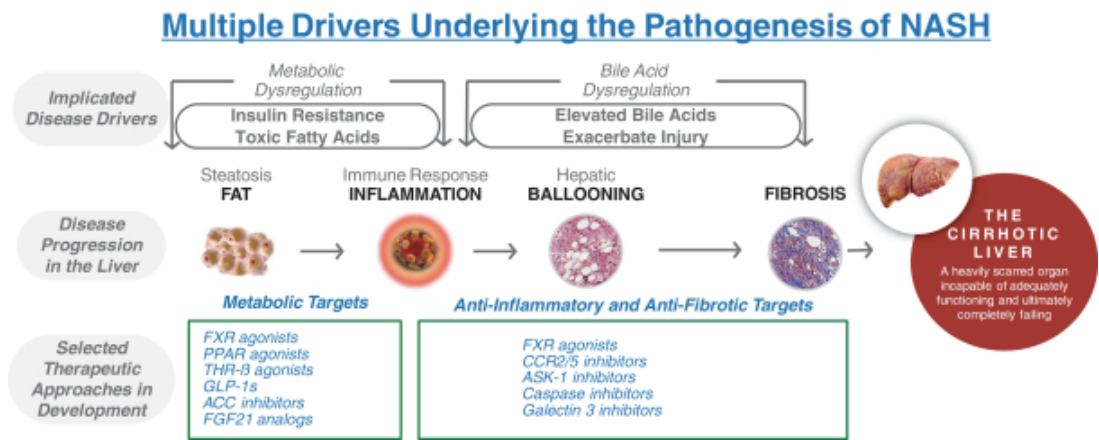 Multiple Drivers Underlying the Pathogenesis of NASH
Implicated
Disease Drivers
Metabolic
Dysregulation
Insulin Resistance
Toxic Fatty Acids
Bile Acid
Dysregulation
Elevated Bile Acids
Exacerbate Injury
Disease
Progression
in the Liver
Steatosis
FAT
Immune Response
INFLAMMATION
Hepatic
BALLOONING
FIBROSIS
THE
CIRRHOTIC
LIVER
A heavily scarred organ
incapable of adequately
functioning and ultimately
completely failing
Selected
Therapeutic
Approaches in
Development
Metabolic Targets
FXR agonists
PPAR agonists
THR-ß agonists
GLP-1s
ACC inhibitors
FGF21 analogs
Anti-Inflammatory and Anti-Fibrotic Targets
FXR agonists
CCR2/5 inhibitors
ASK-1 inhibitors
Caspase inhibitors
Galectin 3 inhibitors